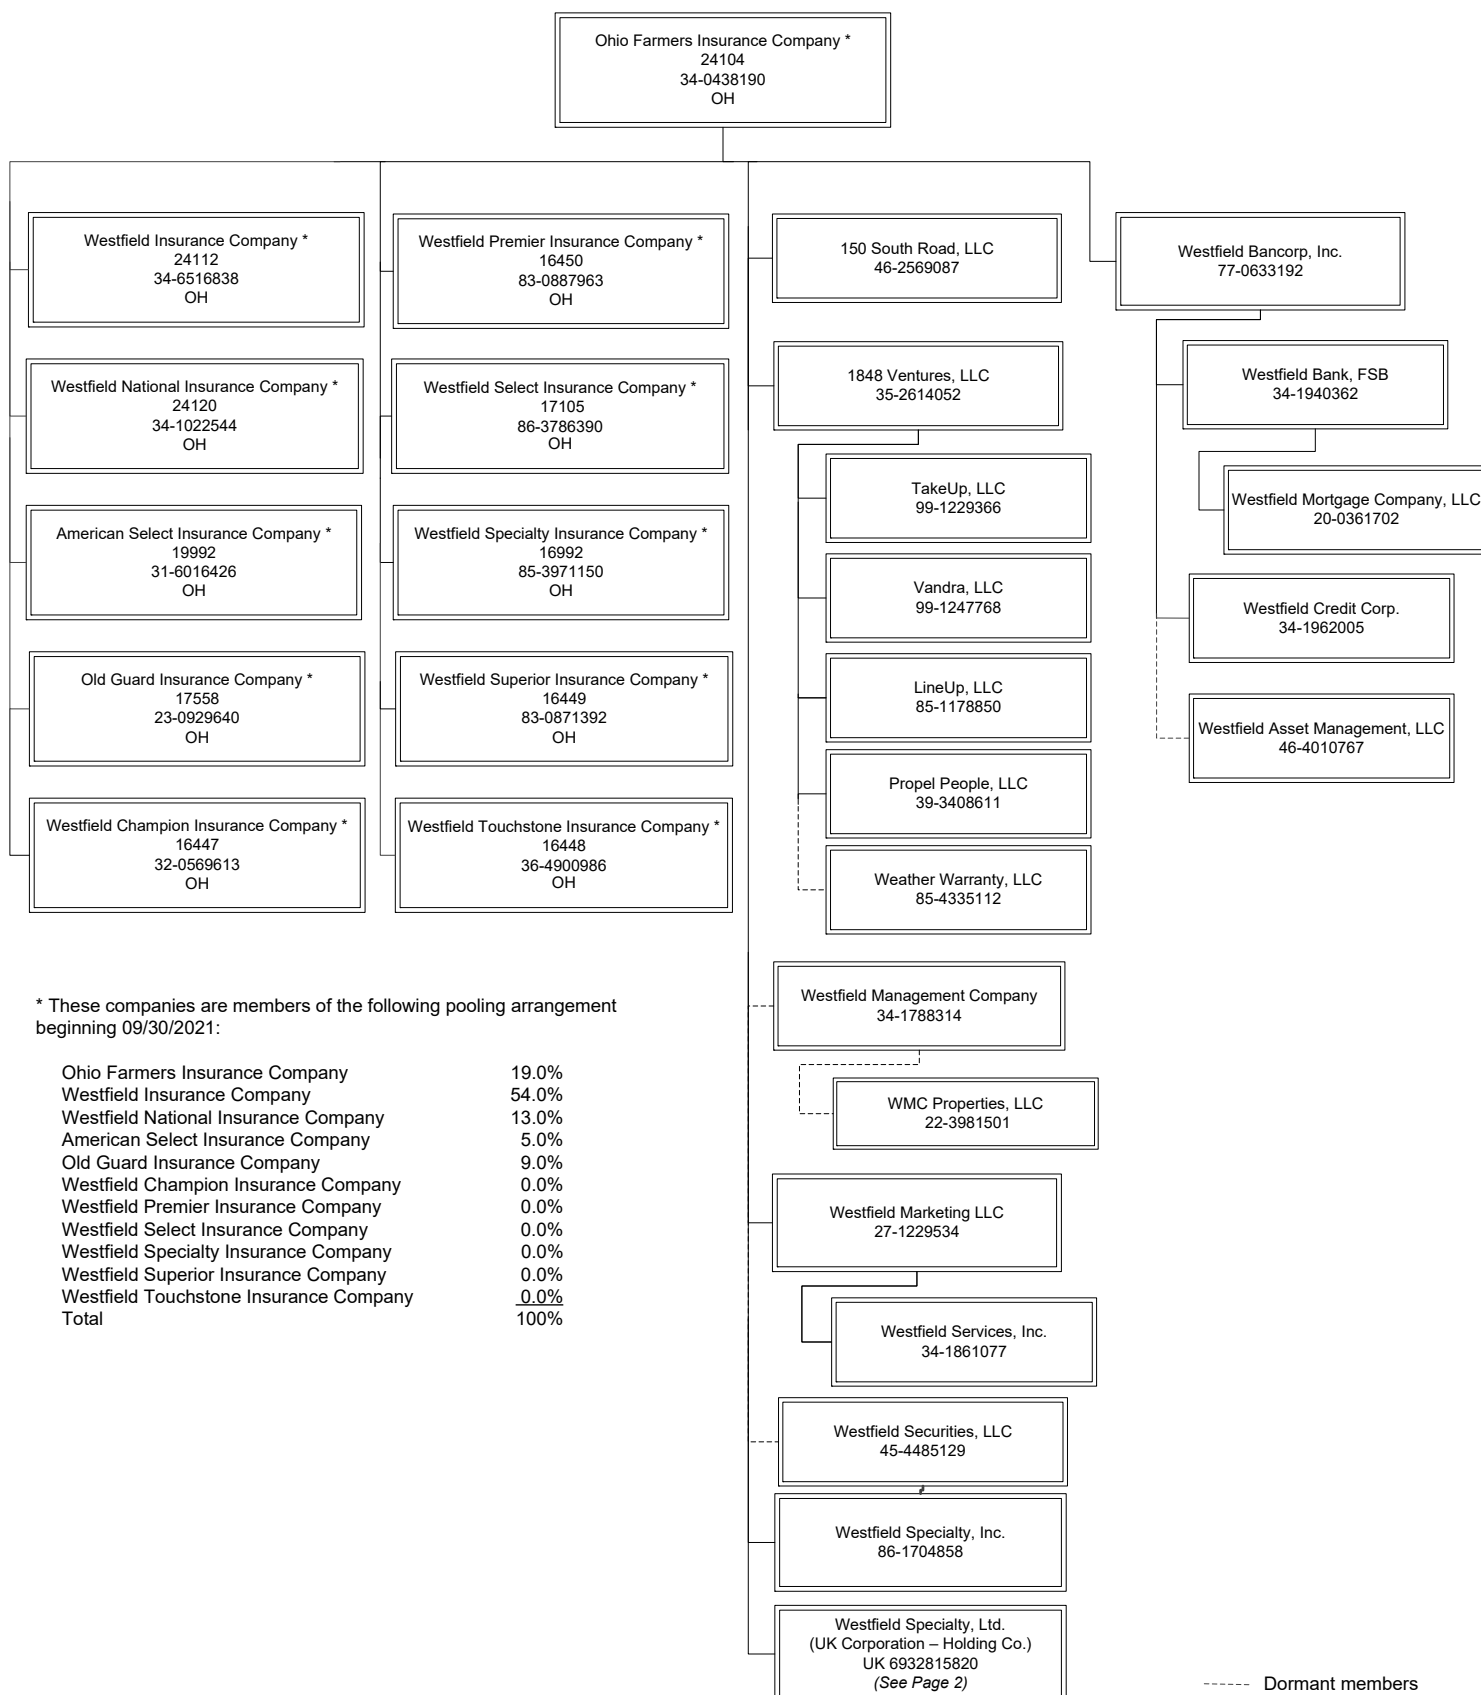 Ohio Farmers Insurance Company *
24104
34-0438190
OH
Westfield Insurance Company *
24112
34-6516838
OH
Westfield National Insurance Company *
24120
34-1022544
OH
American Select Insurance Company *
19992
31-6016426
OH
Old Guard Insurance Company *
17558
23-0929640
OH
Westfield Champion Insurance Company *
16447
32-0569613
OH
Westfield Premier Insurance Company *
16450
83-0887963
OH
Westfield Select Insurance Company *
17105
86-3786390
OH
Westfield Specialty Insurance Company *
16992
85-3971150
OH
Westfield Superior Insurance Company *
16449
83-0871392
OH
Westfield Touchstone Insurance Company *
16448
36-4900986
OH
150 South Road, LLC
46-2569087
1848 Ventures, LLC
35-2614052
TakeUp, LLC
99-1229366
Vandra, LLC
99-1247768
LineUp, LLC
85-1178850
Propel People, LLC
39-3408611
Weather Warranty, LLC
85-4335112
Westfield Management Company
34-1788314
WMC Properties, LLC
22-3981501
Westfield Marketing LLC
27-1229534
Westfield Services, Inc.
34-1861077
Westfield Securities, LLC
45-4485129
Westfield Specialty, Inc.
86-1704858
Westfield Specialty, Ltd.
(UK Corporation – Holding Co.)
UK 6932815820
(See Page 2)
Westfield Bancorp, Inc.
77-0633192
Westfield Bank, FSB
34-1940362
Westfield Mortgage Company, LLC
20-0361702
Westfield Credit Corp.
34-1962005
Westfield Asset Management, LLC
46-4010767
* These companies are members of the following pooling arrangement
beginning 09/30/2021:
Ohio Farmers Insurance Company 19.0%
Westfield Insurance Company 54.0%
Westfield National Insurance Company 13.0%
American Select Insurance Company 5.0%
Old Guard Insurance Company 9.0%
Westfield Champion Insurance Company 0.0%
Westfield Premier Insurance Company 0.0%
Westfield Select Insurance Company 0.0%
Westfield Specialty Insurance Company 0.0%
Westfield Superior Insurance Company 0.0%
Westfield Touchstone Insurance Company 0.0%
Total 100%
Dormant members